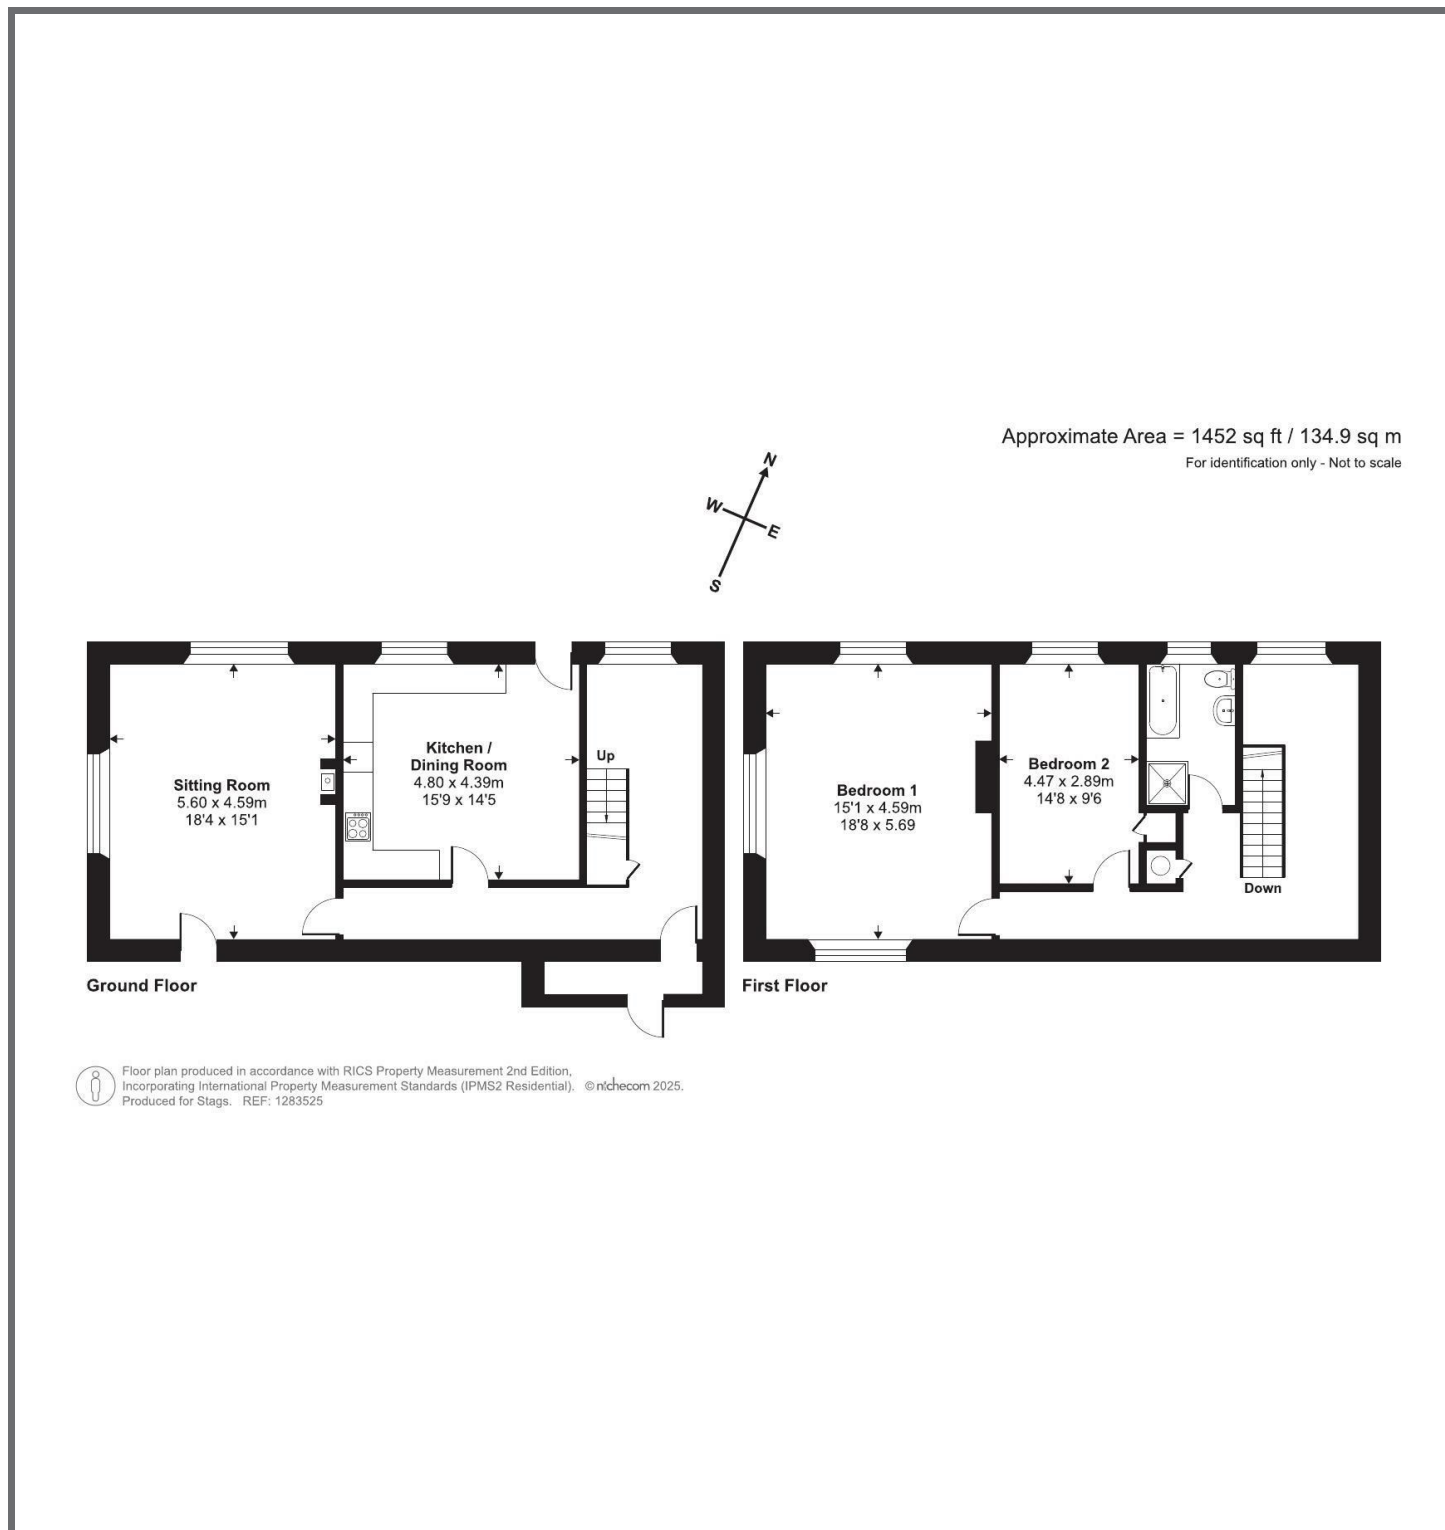 Approximate Area = 1452 sq ft / 134.9 sq m
For identification only - Not to scale
N
W
E
S
Sitting Room
5.60 x 4.59m
18'4 x 15'1
Kitchen /
Dining Room
4.80 x 4.39m
15'9 x 14'5
Up
Ground Floor
Bedroom 1
15'1 x 4.59m
18'8 x 5.69
Bedroom 2
4.47 x 2.89m
14'8 x 9'6
Down
First Floor
Floor plan produced in accordance with RICS Property Measurement 2nd Edition,
Incorporating International Property Measurement Standards (IPMS2 Residential). © nichecom 2025.
Produced for Stags. REF: 1283525